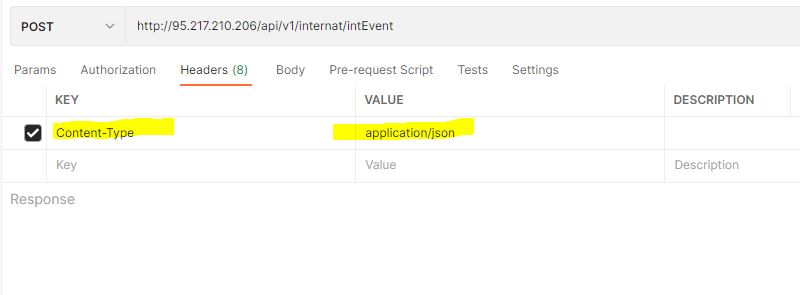 POST http://95.217.210.206/api/v1/internat/intEvent
Params Authorization Headers (8) Body Pre-request Script Tests Settings
KEY VALUE DESCRIPTION
Content-Type application/json
Key Value Description
Response